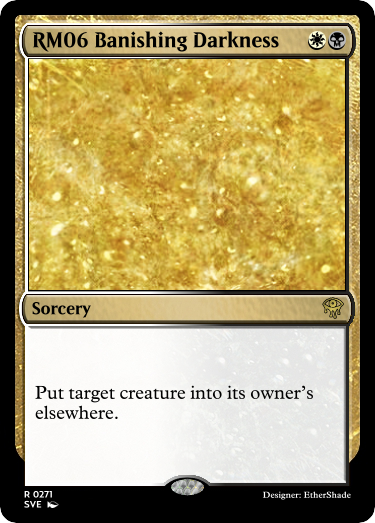 RM06 Banishing Darkness
Sorcery
Put target creature into its owner's
elsewhere.
R 0271
SVE
Designer: EtherShade